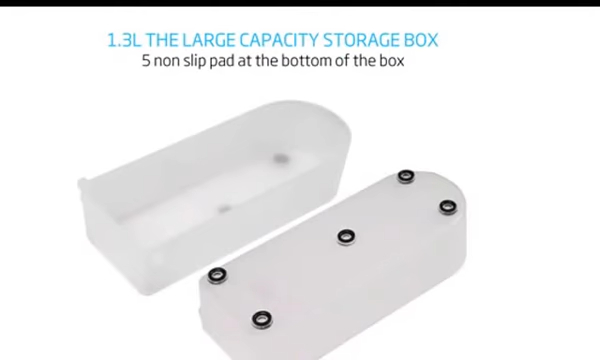 1.3L THE LARGE CAPACITY STORAGE BOX
5 non slip pad at the bottom of the box